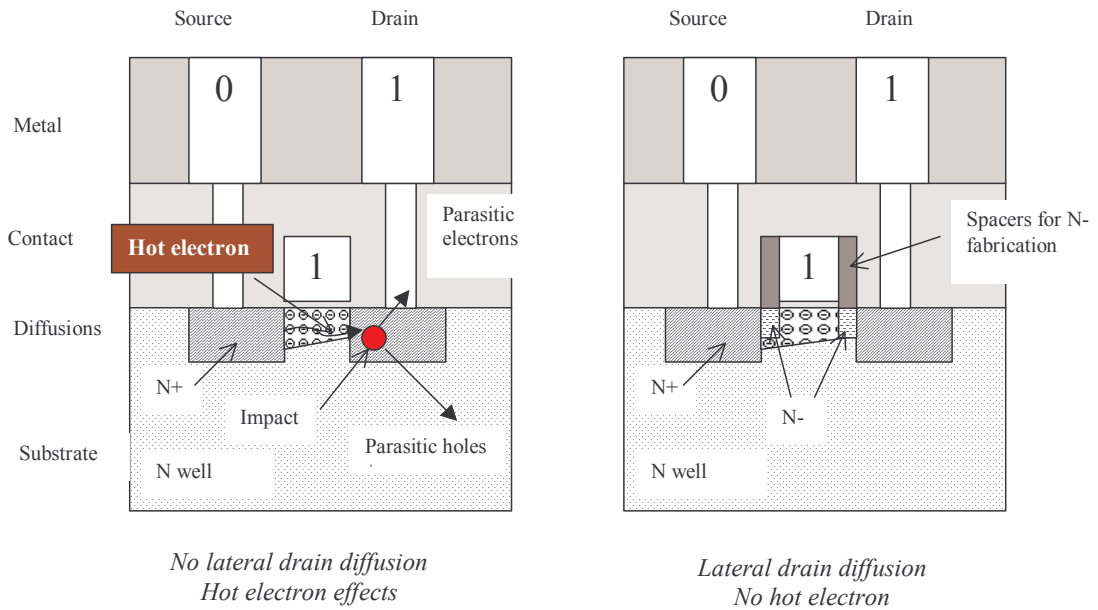 Source
Drain
Source
Drain
Metal
Contact
Diffusions
Substrate
0
1
Parasitic
electrons
Hot electron
1
N+
Impact
Parasitic holes
N well
No lateral drain diffusion
Hot electron effects
0
1
Spacers for N-
fabrication
1
N+
N-
N well
Lateral drain diffusion
No hot electron